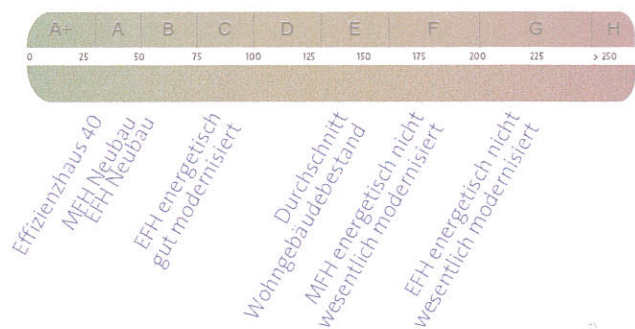 A+ A B C D E F G H
0 25 50 75 100 125 150 175 200 225 > 250
Effizienzhaus 40
MFH Neubau
EFH Neubau
EFH energetisch
gut modernisiert
Durchschnitt
Wohngebäudebestand
MFH energetisch nicht
wesentlich modernisiert
EFH energetisch nicht
wesentlich modernisiert